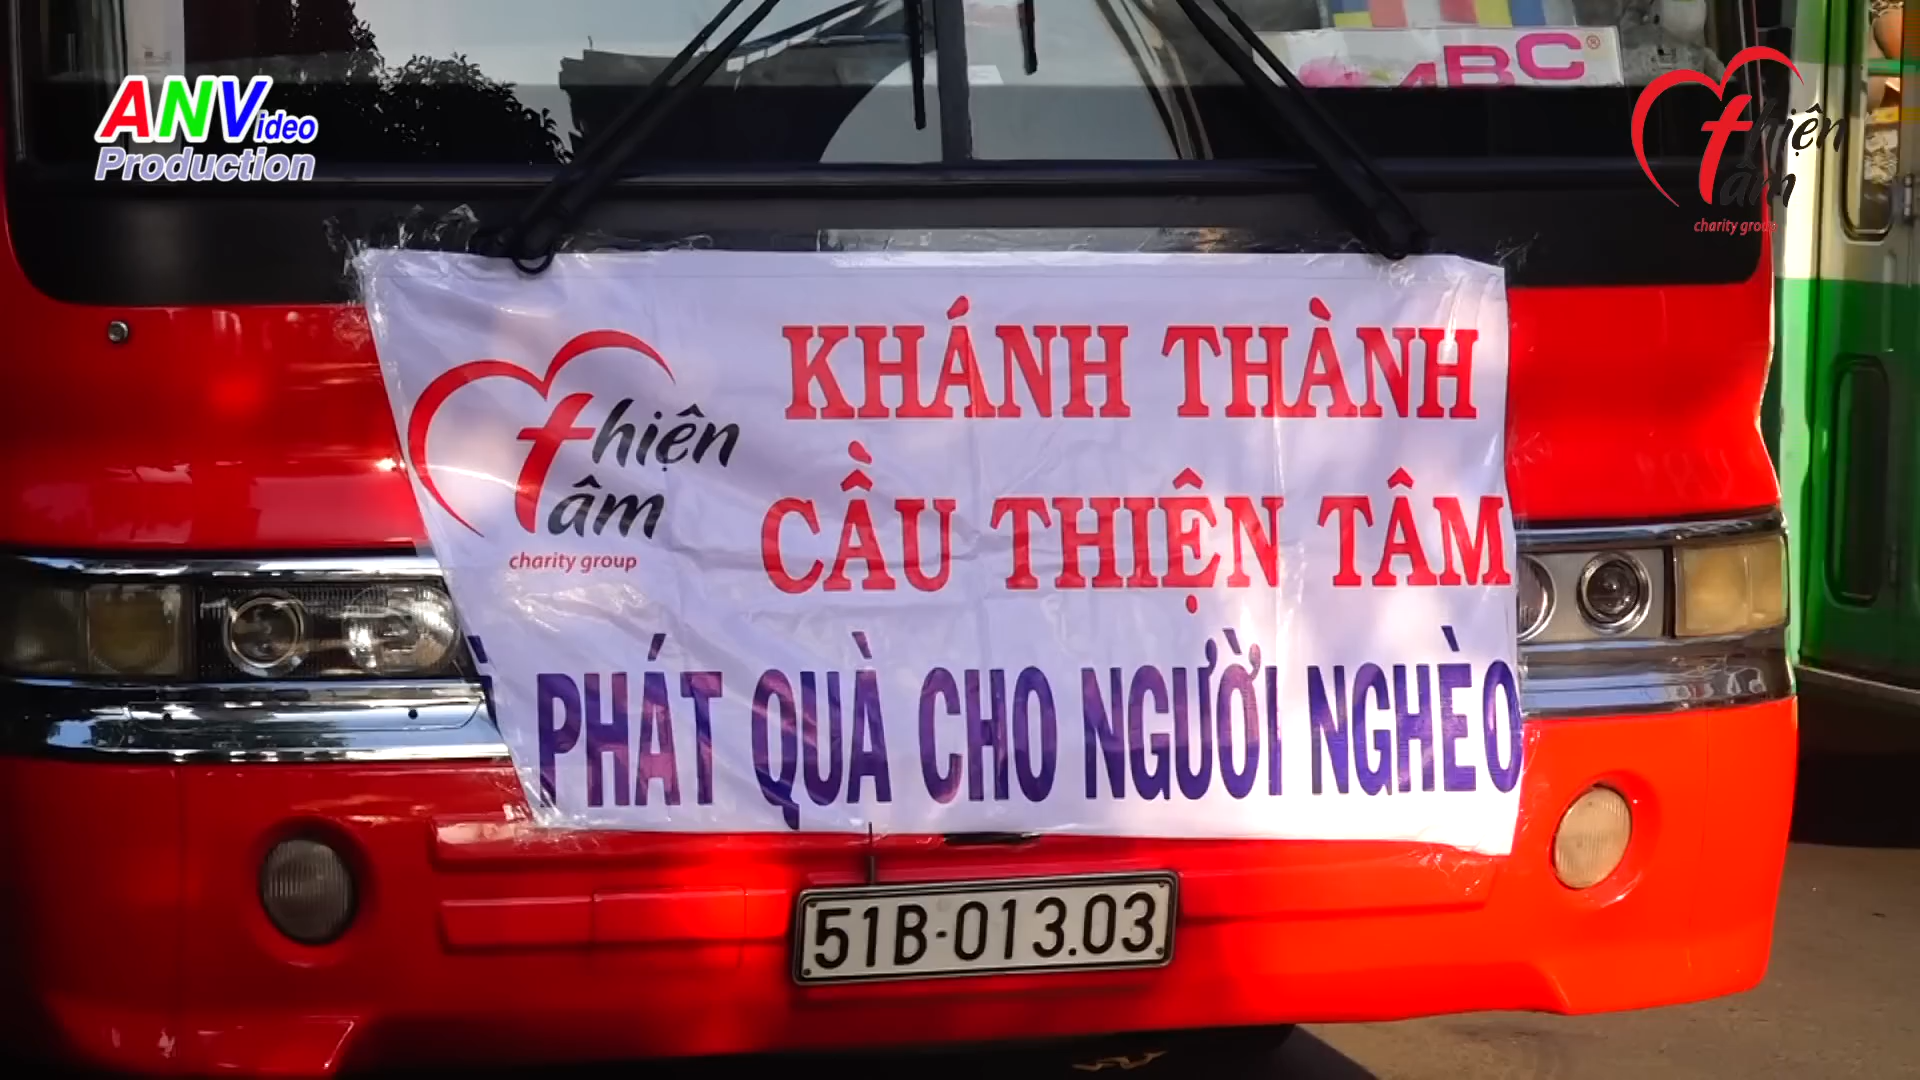 ANVideo
Production
ABC
thiện
tâm
charity group
thiện
tâm
charity group
KHÁNH THÀNH
CẦU THIỆN TÂM
PHÁT QUÀ CHO NGƯỜI NGHÈO
51B-013.03